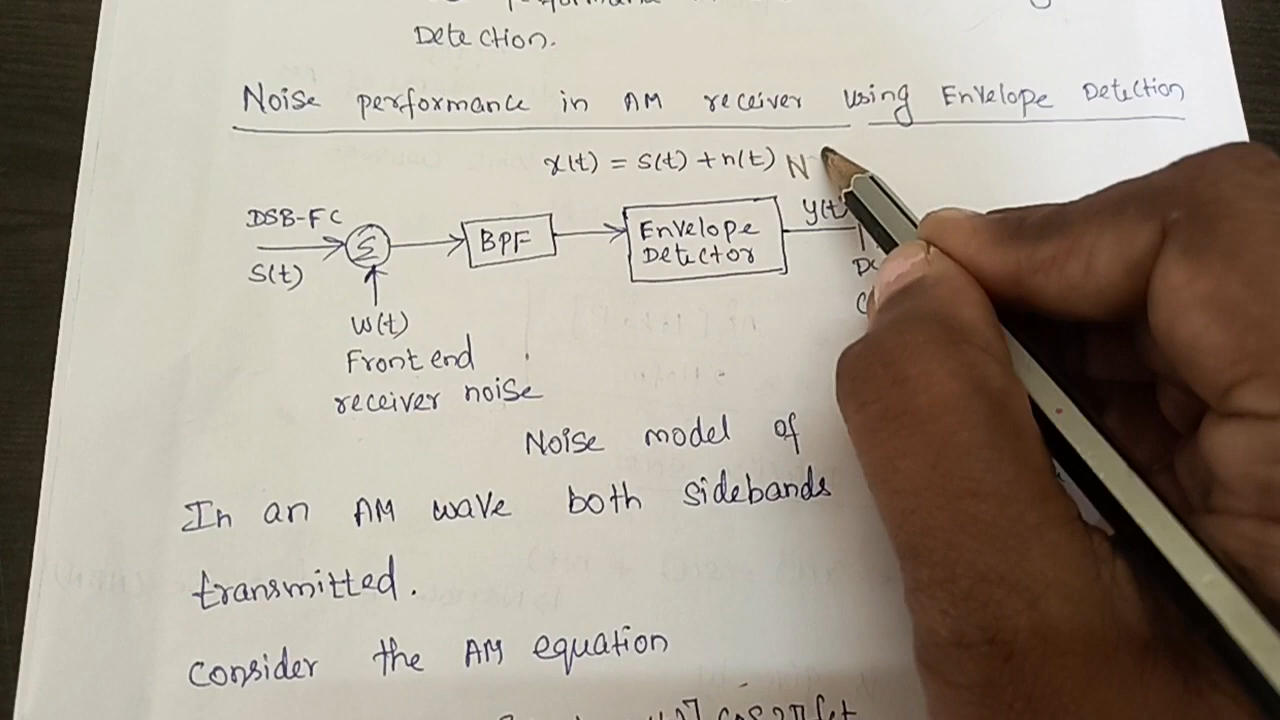 Detection.
Noise performance in AM receiver using Envelope Detection
x(t) = s(t) + n(t) N
DSB-FC
Σ
BPF
Envelope
Detector
y(t)
s(t)
w(t)
Front end
receiver noise
Noise model of
In an AM wave both sidebands
transmitted.
Consider the AM equation
cos2πfct